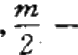 , m/2 —